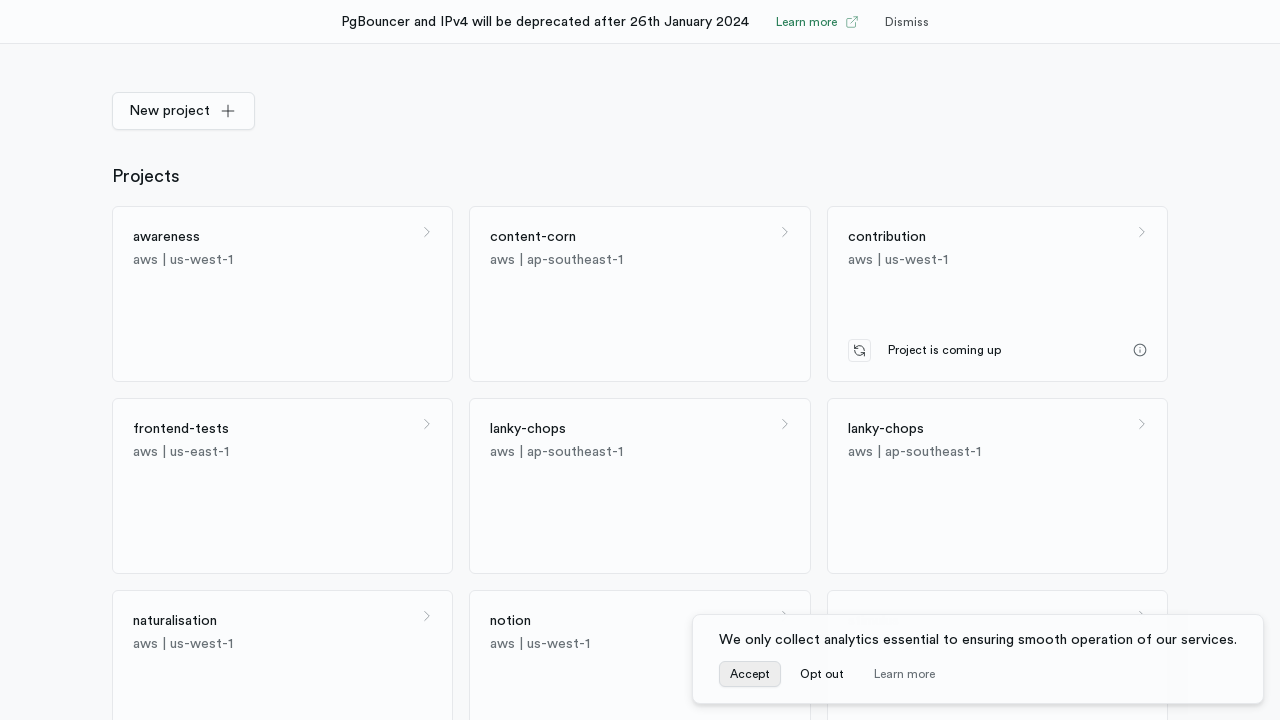 PgBouncer and IPv4 will be deprecated after 26th January 2024 Learn more Dismiss
New project
Projects
awareness
aws | us-west-1
content-corn
aws | ap-southeast-1
contribution
aws | us-west-1
Project is coming up
frontend-tests
aws | us-east-1
lanky-chops
aws | ap-southeast-1
lanky-chops
aws | ap-southeast-1
naturalisation
aws | us-west-1
notion
aws | us-west-1
We only collect analytics essential to ensuring smooth operation of our services.
Accept Opt out Learn more